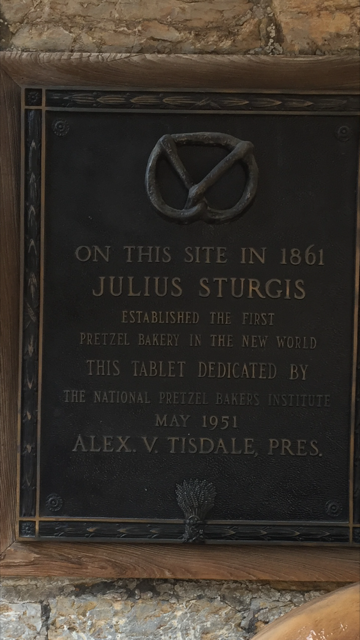 ON THIS SITE IN 1861
JULIUS STURGIS
ESTABLISHED THE FIRST
PRETZEL BAKERY IN THE NEW WORLD
THIS TABLET DEDICATED BY
THE NATIONAL PRETZEL BAKERS INSTITUTE
MAY 1951
ALEX. V. TISDALE, PRES.